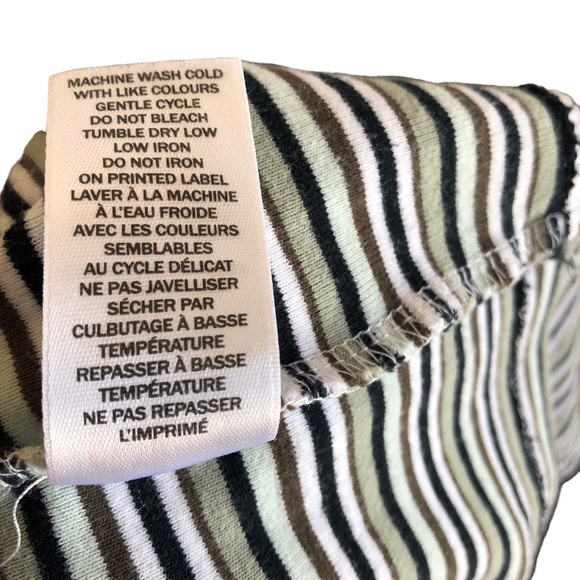 MACHINE WASH COLD
WITH LIKE COLOURS
GENTLE CYCLE
DO NOT BLEACH
TUMBLE DRY LOW
LOW IRON
DO NOT IRON
ON PRINTED LABEL
LAVER À LA MACHINE
À L'EAU FROIDE
AVEC LES COULEURS
SEMBLABLES
AU CYCLE DÉLICAT
NE PAS JAVELLISER
SÉCHER PAR
CULBUTAGE À BASSE
TEMPÉRATURE
REPASSER À BASSE
TEMPÉRATURE
NE PAS REPASSER
L'IMPRIMÉ